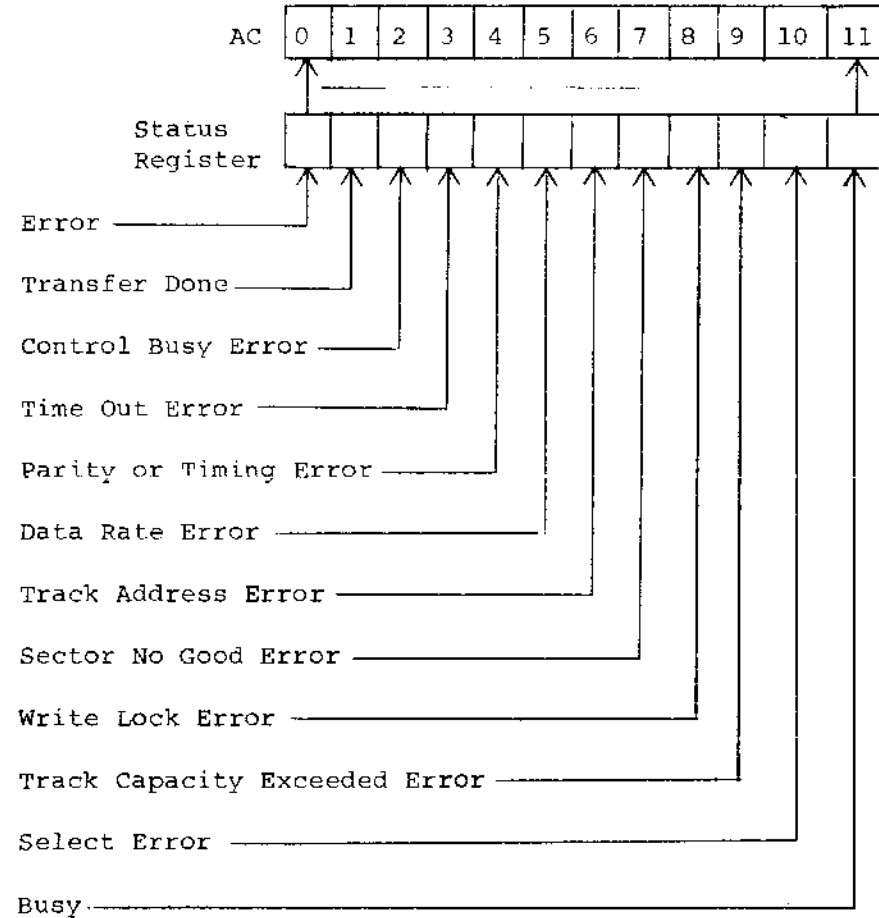 AC 0 1 2 3 4 5 6 7 8 9 10 11
Status
Register
Error
Transfer Done
Control Busy Error
Time Out Error
Parity or Timing Error
Data Rate Error
Track Address Error
Sector No Good Error
Write Lock Error
Track Capacity Exceeded Error
Select Error
Busy